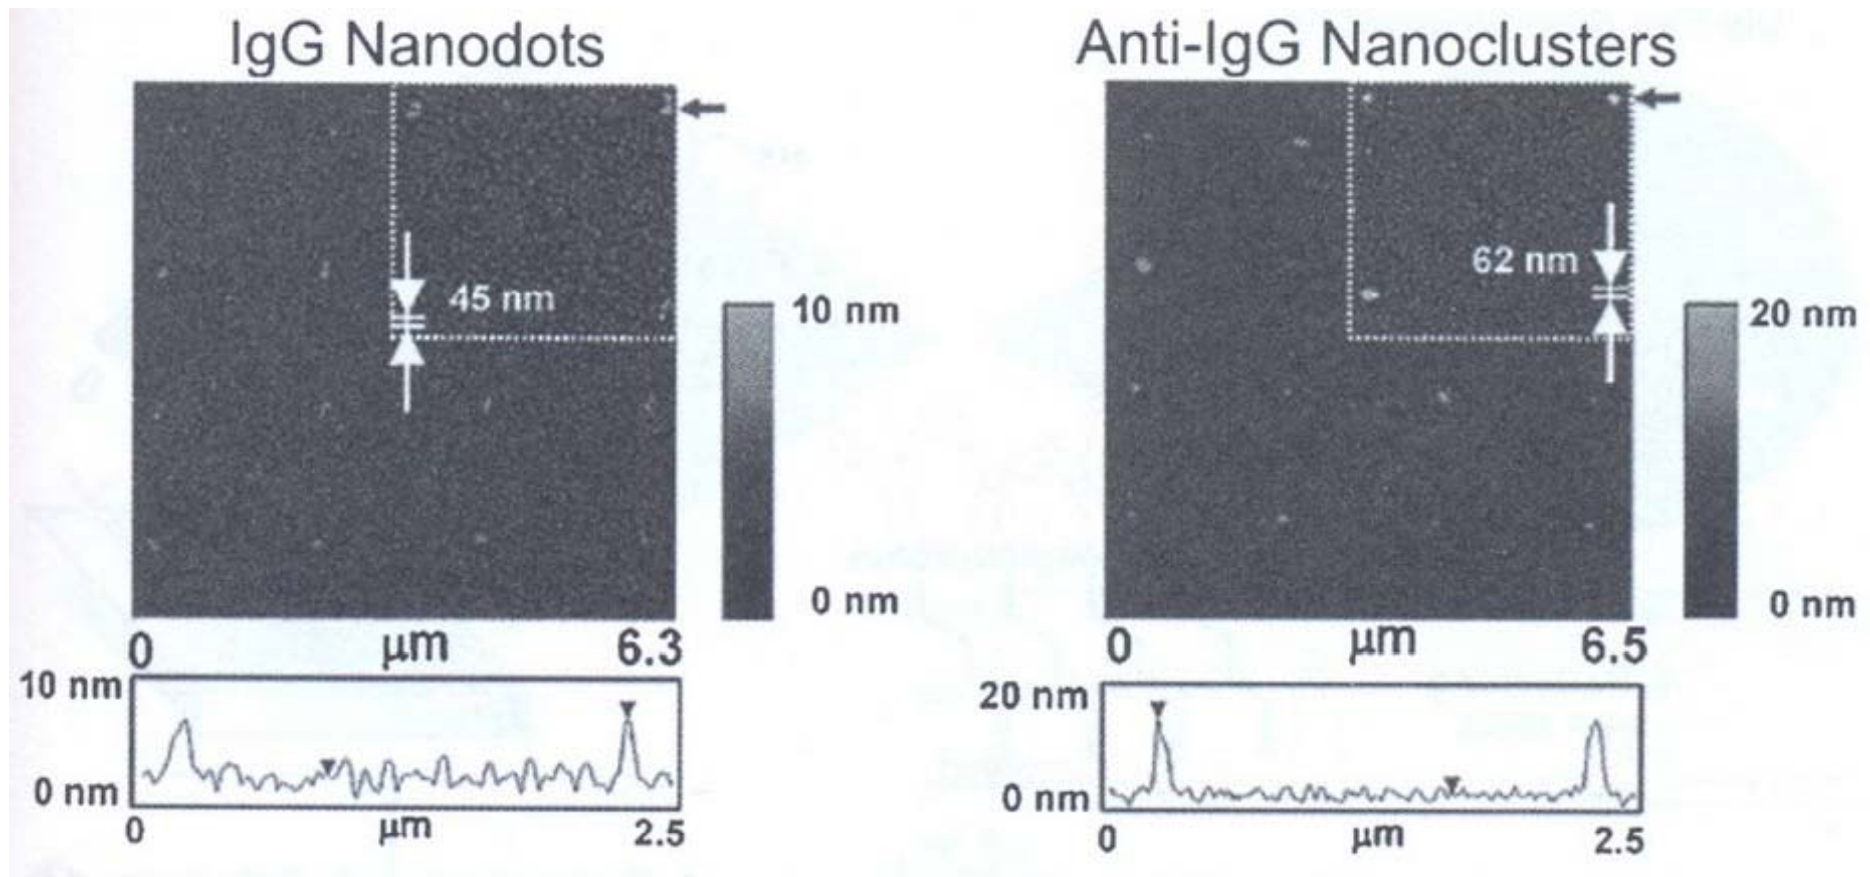 IgG Nanodots
45 nm
10 nm
0 nm
0 μm 6.3
10 nm
0 nm
0 μm 2.5
Anti-IgG Nanoclusters
62 nm
20 nm
0 nm
0 μm 6.5
20 nm
0 nm
0 μm 2.5